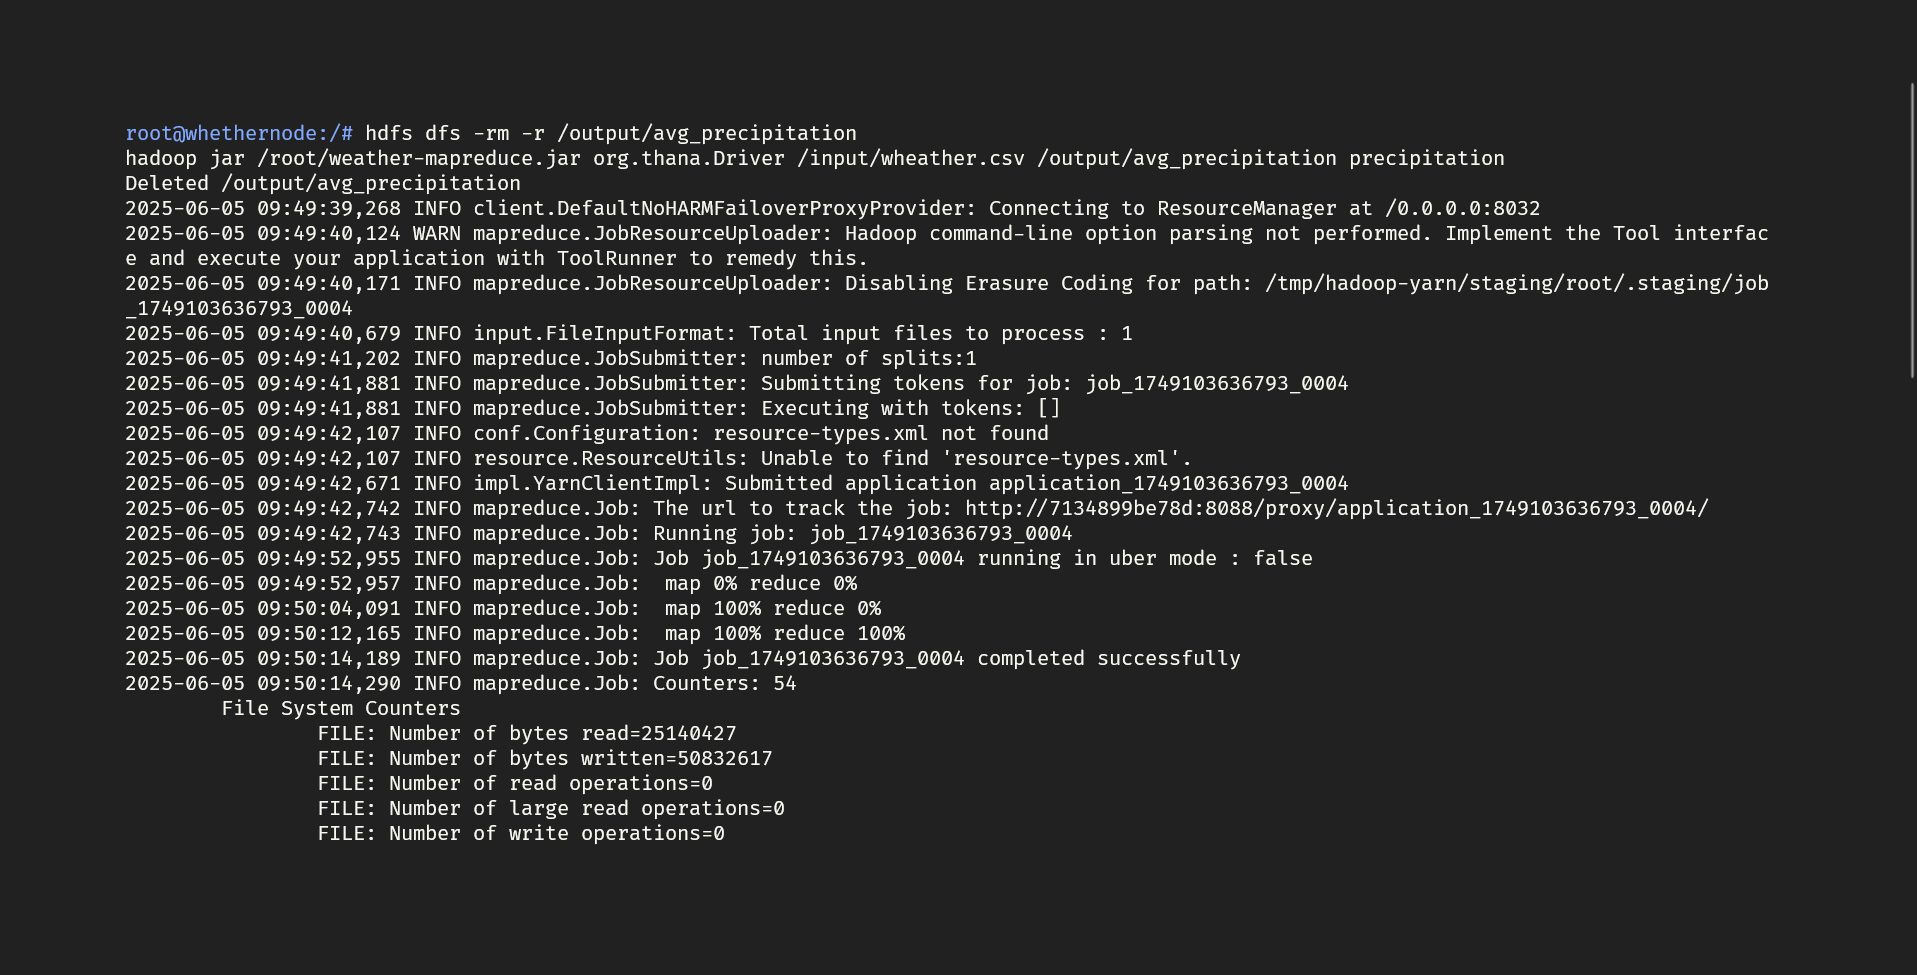 root@whethernode:/# hdfs dfs -rm -r /output/avg_precipitation
hadoop jar /root/weather-mapreduce.jar org.thana.Driver /input/wheather.csv /output/avg_precipitation precipitation
Deleted /output/avg_precipitation
2025-06-05 09:49:39,268 INFO client.DefaultNoHARMFailoverProxyProvider: Connecting to ResourceManager at /0.0.0.0:8032
2025-06-05 09:49:40,124 WARN mapreduce.JobResourceUploader: Hadoop command-line option parsing not performed. Implement the Tool interfac
e and execute your application with ToolRunner to remedy this.
2025-06-05 09:49:40,171 INFO mapreduce.JobResourceUploader: Disabling Erasure Coding for path: /tmp/hadoop-yarn/staging/root/.staging/job
_1749103636793_0004
2025-06-05 09:49:40,679 INFO input.FileInputFormat: Total input files to process : 1
2025-06-05 09:49:41,202 INFO mapreduce.JobSubmitter: number of splits:1
2025-06-05 09:49:41,881 INFO mapreduce.JobSubmitter: Submitting tokens for job: job_1749103636793_0004
2025-06-05 09:49:41,881 INFO mapreduce.JobSubmitter: Executing with tokens: []
2025-06-05 09:49:42,107 INFO conf.Configuration: resource-types.xml not found
2025-06-05 09:49:42,107 INFO resource.ResourceUtils: Unable to find 'resource-types.xml'.
2025-06-05 09:49:42,671 INFO impl.YarnClientImpl: Submitted application application_1749103636793_0004
2025-06-05 09:49:42,742 INFO mapreduce.Job: The url to track the job: http://7134899be78d:8088/proxy/application_1749103636793_0004/
2025-06-05 09:49:42,743 INFO mapreduce.Job: Running job: job_1749103636793_0004
2025-06-05 09:49:52,955 INFO mapreduce.Job: Job job_1749103636793_0004 running in uber mode : false
2025-06-05 09:49:52,957 INFO mapreduce.Job:  map 0% reduce 0%
2025-06-05 09:50:04,091 INFO mapreduce.Job:  map 100% reduce 0%
2025-06-05 09:50:12,165 INFO mapreduce.Job:  map 100% reduce 100%
2025-06-05 09:50:14,189 INFO mapreduce.Job: Job job_1749103636793_0004 completed successfully
2025-06-05 09:50:14,290 INFO mapreduce.Job: Counters: 54
        File System Counters
                FILE: Number of bytes read=25140427
                FILE: Number of bytes written=50832617
                FILE: Number of read operations=0
                FILE: Number of large read operations=0
                FILE: Number of write operations=0